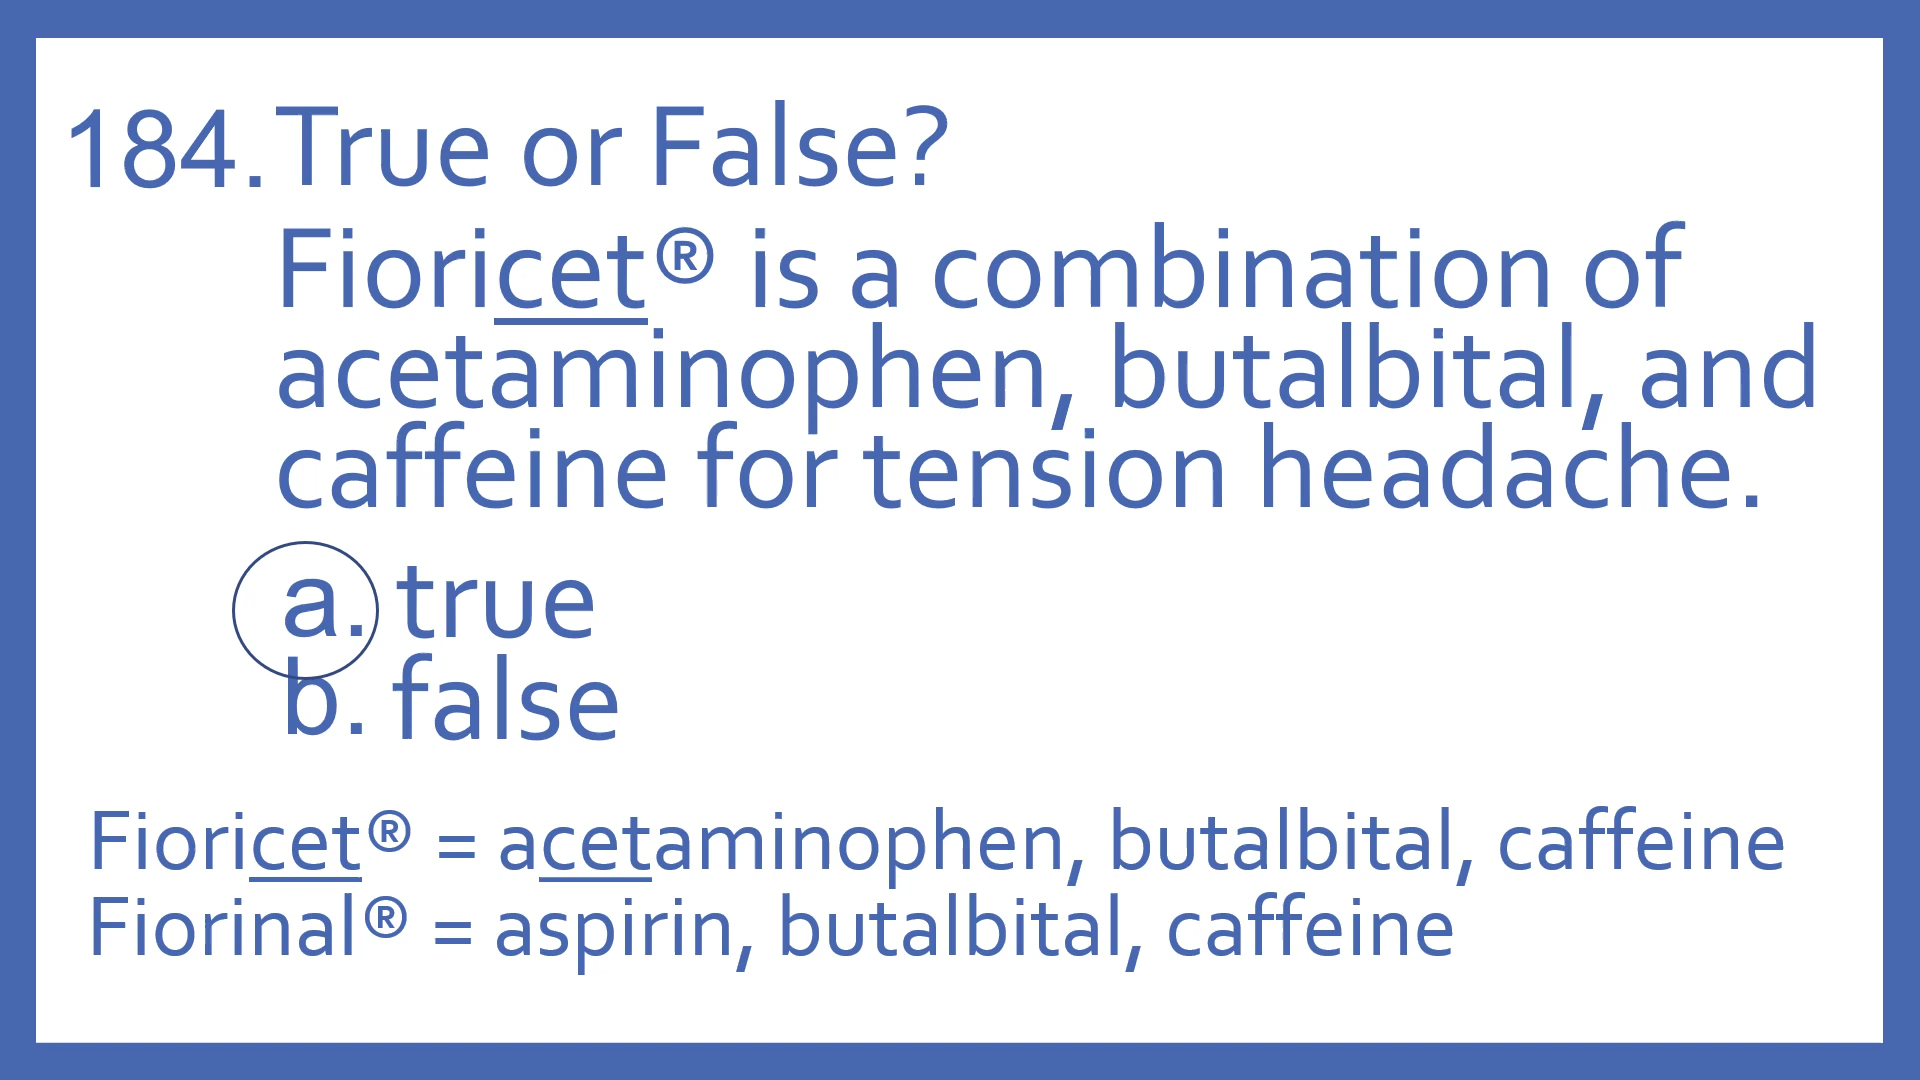 184. True or False?
Fioricet® is a combination of
acetaminophen, butalbital, and
caffeine for tension headache.
a. true
b. false
Fioricet® = acetaminophen, butalbital, caffeine
Fiorinal® = aspirin, butalbital, caffeine